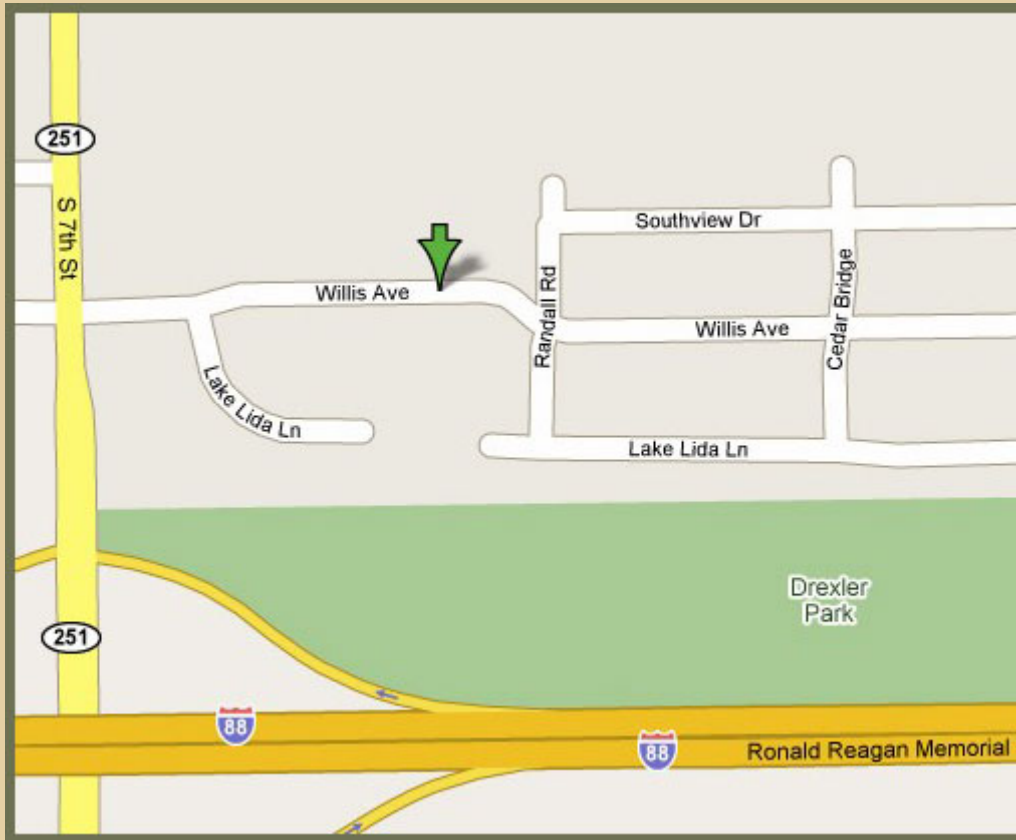 251
S 7th St
Southview Dr
Willis Ave
Randall Rd
Cedar Bridge
Willis Ave
Lake Lida Ln
Lake Lida Ln
Drexler
Park
251
88
88
Ronald Reagan Memorial